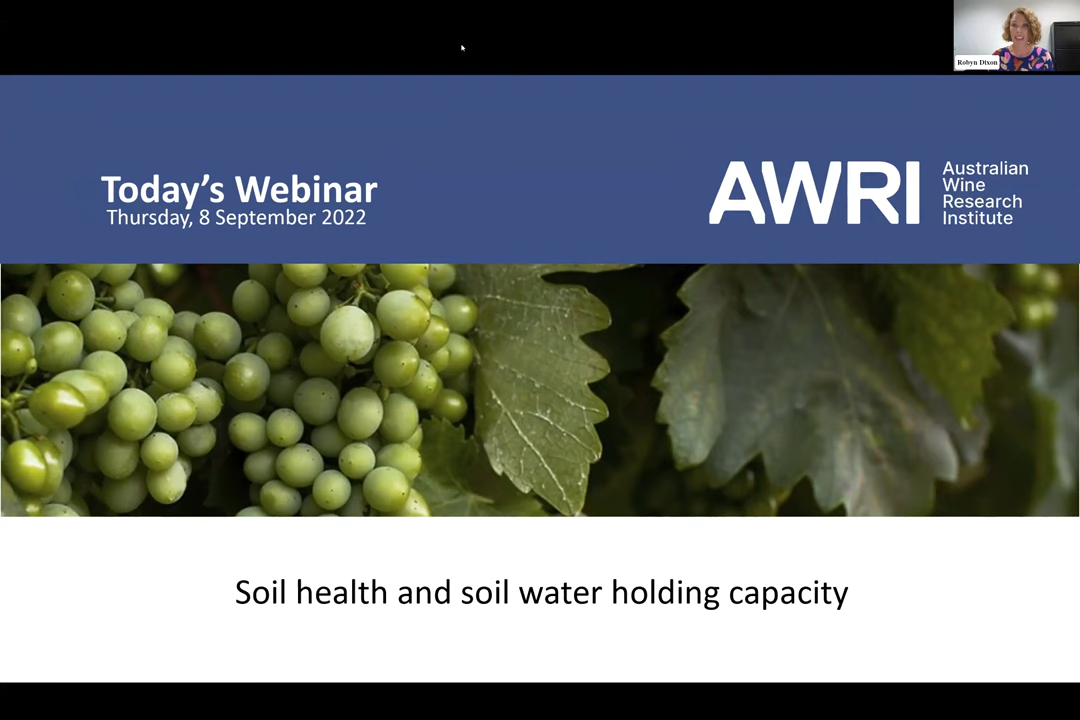 Robyn Dixon
Today's Webinar
Thursday, 8 September 2022
AWRI
Australian
Wine
Research
Institute
Soil health and soil water holding capacity